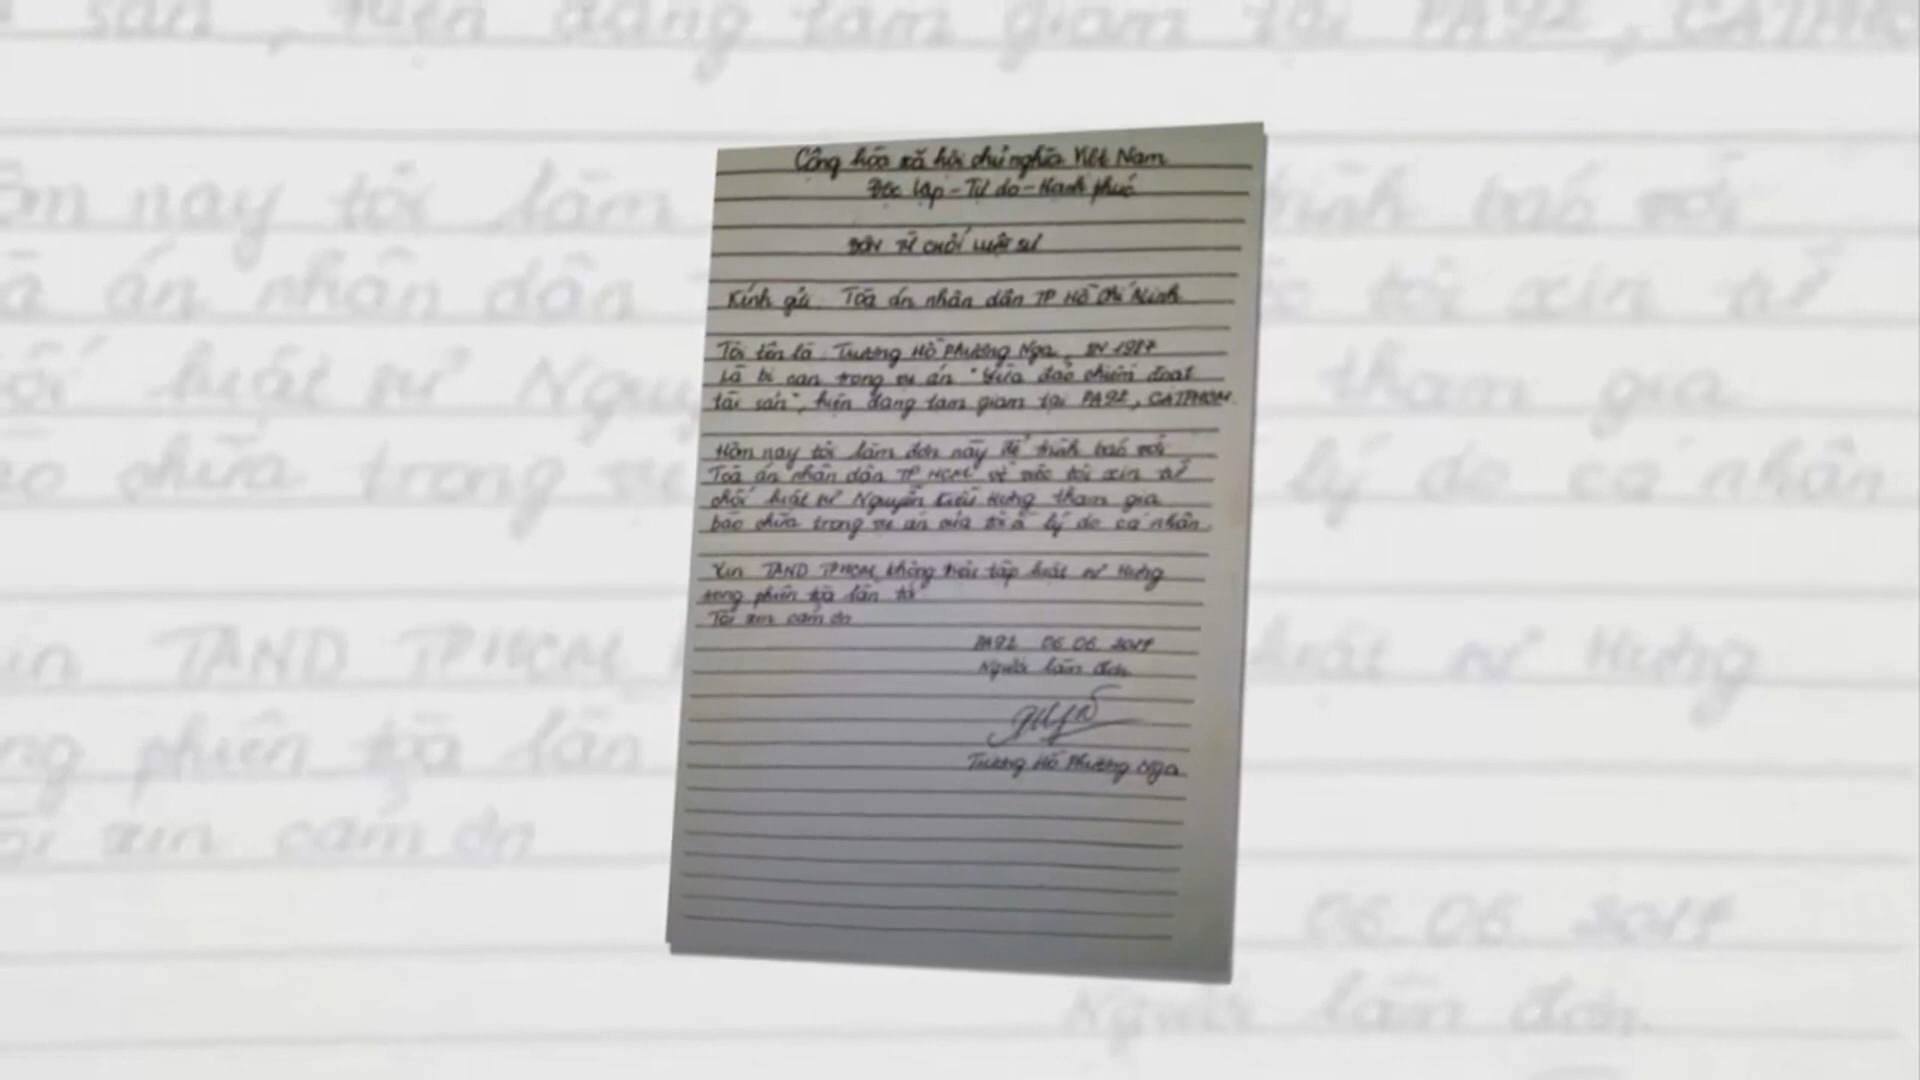 Cộng hòa xã hội chủ nghĩa Việt Nam
Độc lập - Tự do - Hạnh phúc
ĐƠN TỪ CHỐI LUẬT SƯ
Kính gửi: Toà án nhân dân TP Hồ Chí Minh
Tôi tên là: Trương Hồ Phương Nga, SN 1987
Là bị can trong vụ án "Lừa đảo chiếm đoạt
tài sản", hiện đang tạm giam tại PA92, CATPHCM.
Hôm nay tôi làm đơn này để trình báo với
Toà án nhân dân TP HCM về việc tôi xin từ
chối luật sư Nguyễn Kiều Hưng tham gia
bào chữa trong vụ án của tôi lý do cá nhân.
Xin TAND TPHCM không triệu tập luật sư Hưng
trong phiên tòa lần tới.
Tôi xin cám ơn
PA92 06.06.2017
Người làm đơn
Trương Hồ Phương Nga